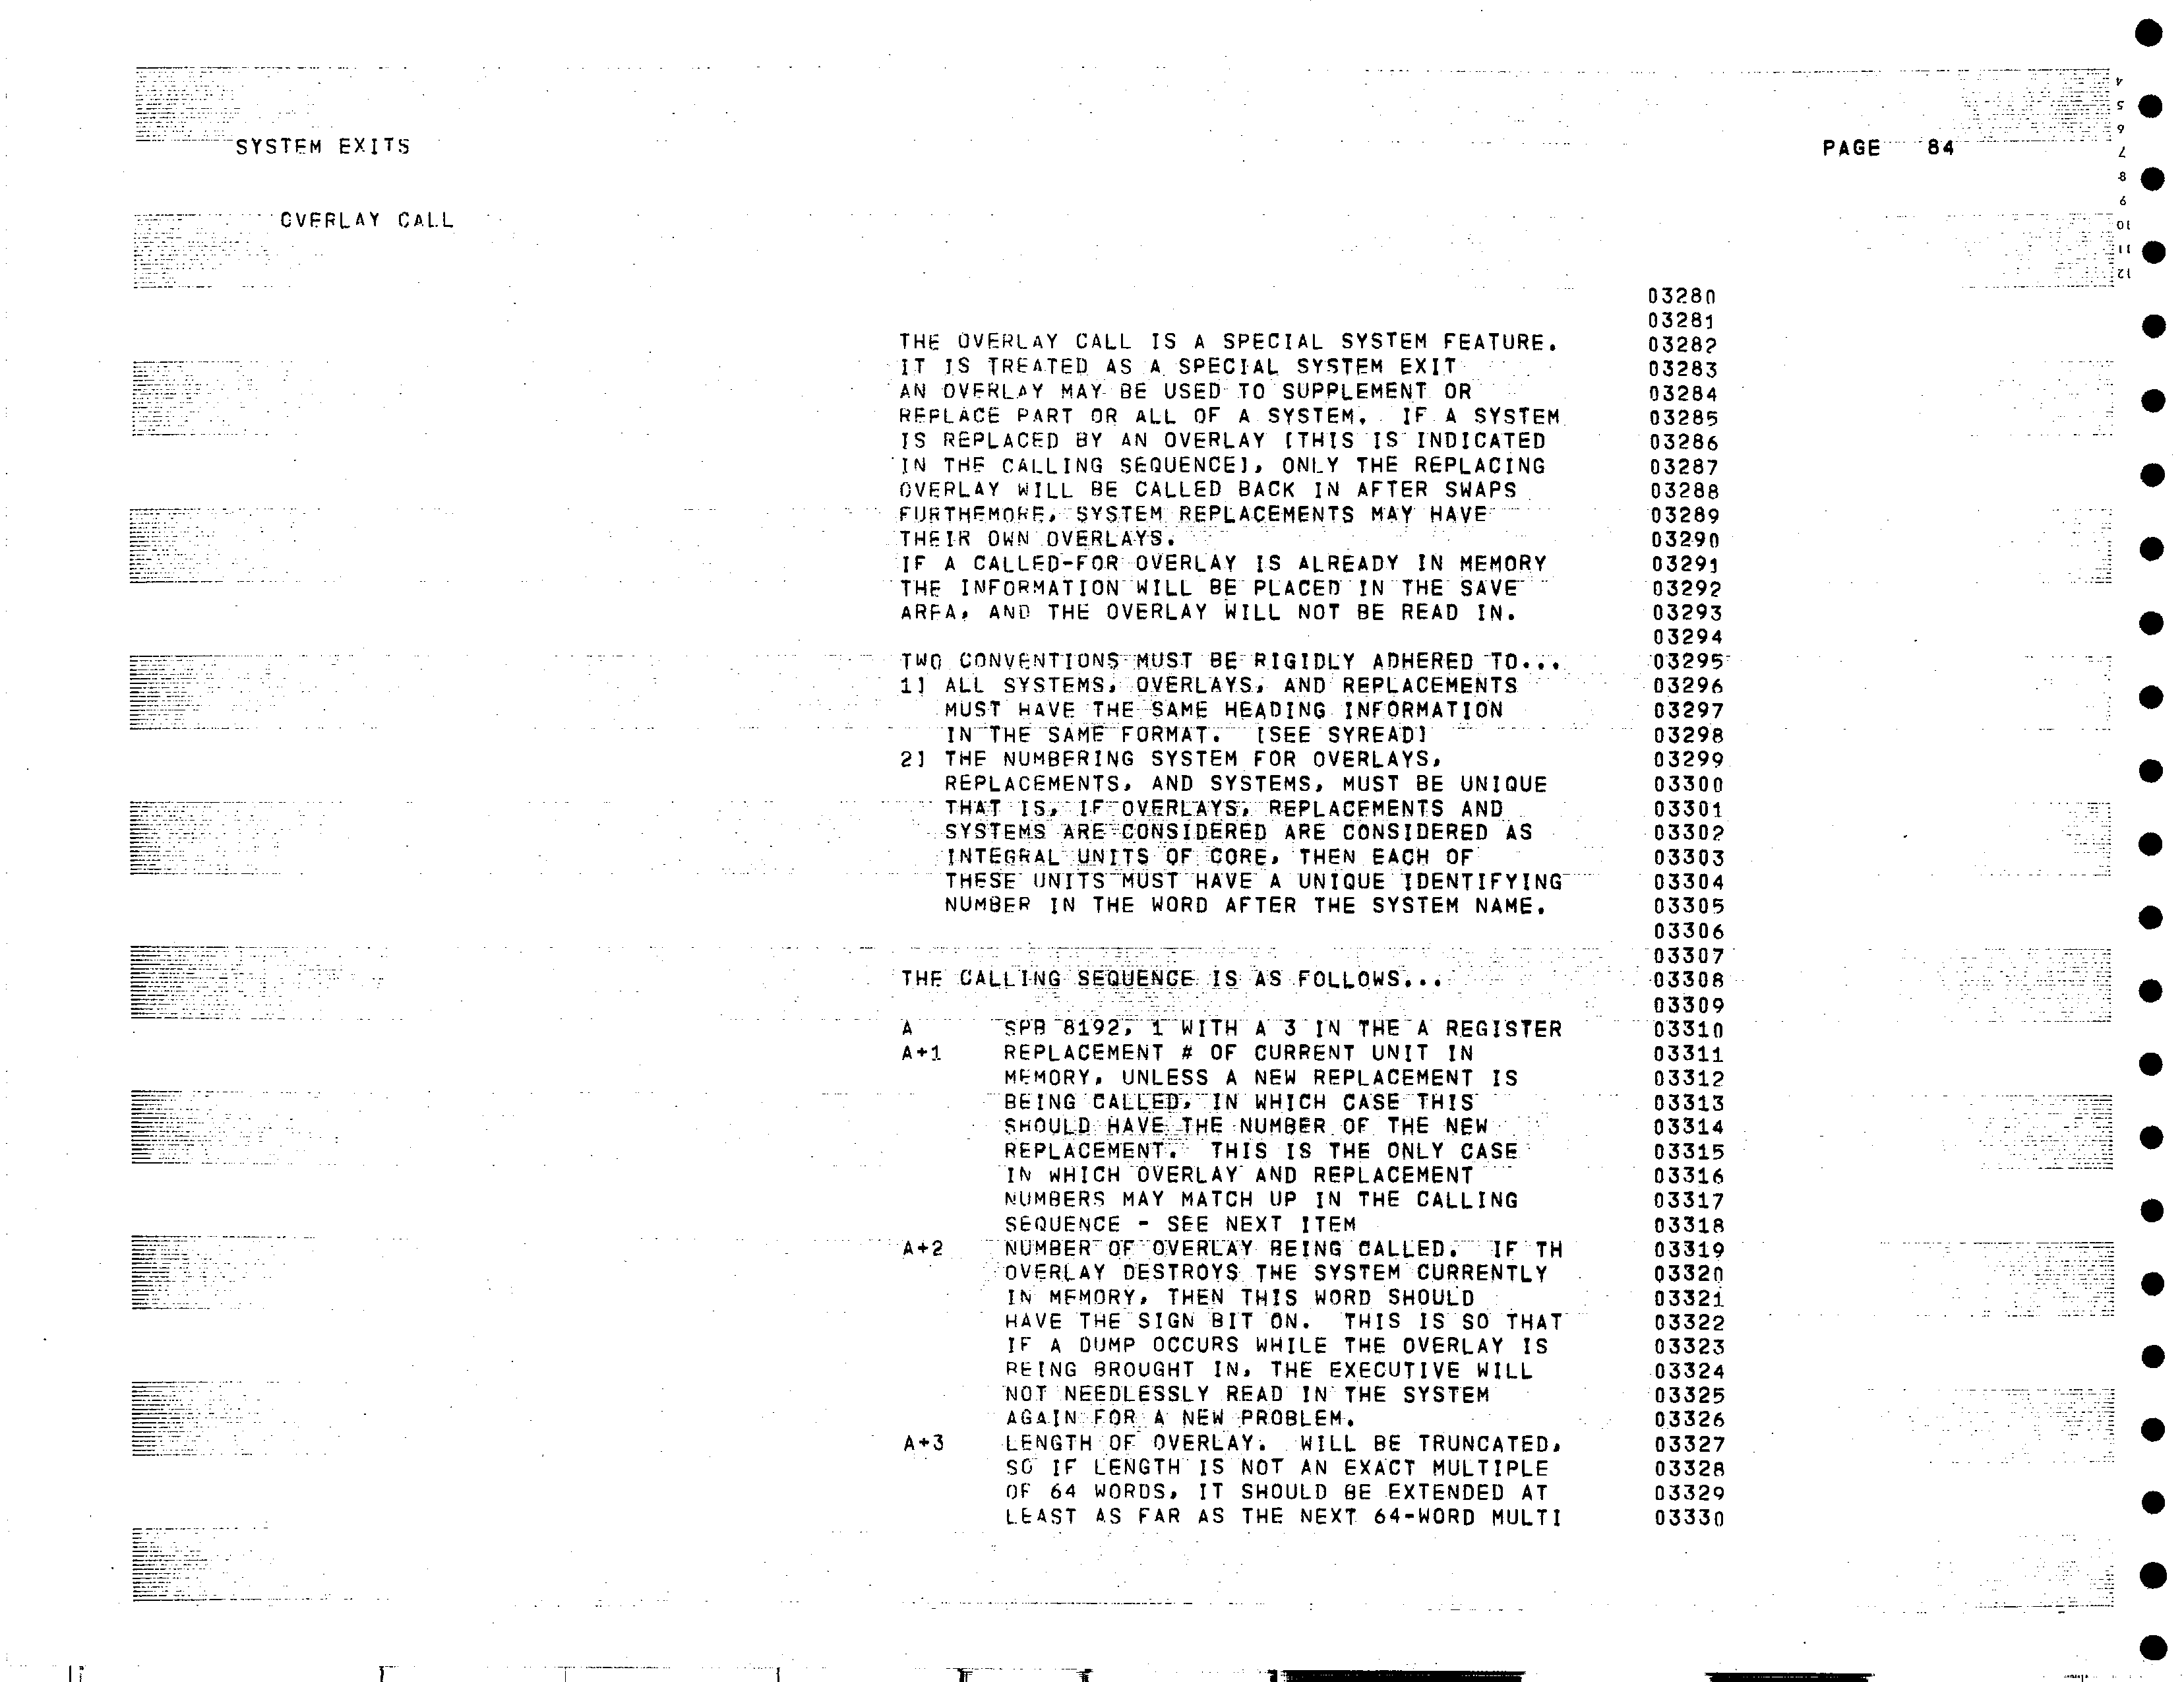 SYSTEM EXITS PAGE 84
OVERLAY CALL
03280
03281
THE OVERLAY CALL IS A SPECIAL SYSTEM FEATURE. 03282
IT IS TREATED AS A SPECIAL SYSTEM EXIT 03283
AN OVERLAY MAY BE USED TO SUPPLEMENT OR 03284
REPLACE PART OR ALL OF A SYSTEM. IF A SYSTEM 03285
IS REPLACED BY AN OVERLAY [THIS IS INDICATED 03286
IN THE CALLING SEQUENCE], ONLY THE REPLACING 03287
OVERLAY WILL BE CALLED BACK IN AFTER SWAPS 03288
FURTHEMORE, SYSTEM REPLACEMENTS MAY HAVE 03289
THEIR OWN OVERLAYS. 03290
IF A CALLED-FOR OVERLAY IS ALREADY IN MEMORY 03291
THE INFORMATION WILL BE PLACED IN THE SAVE 03292
AREA, AND THE OVERLAY WILL NOT BE READ IN. 03293
03294
TWO CONVENTIONS MUST BE RIGIDLY ADHERED TO... 03295
1] ALL SYSTEMS, OVERLAYS, AND REPLACEMENTS 03296
MUST HAVE THE SAME HEADING INFORMATION 03297
IN THE SAME FORMAT. [SEE SYREAD] 03298
2] THE NUMBERING SYSTEM FOR OVERLAYS, 03299
REPLACEMENTS, AND SYSTEMS, MUST BE UNIQUE 03300
THAT IS, IF OVERLAYS, REPLACEMENTS AND 03301
SYSTEMS ARE CONSIDERED ARE CONSIDERED AS 03302
INTEGRAL UNITS OF CORE, THEN EACH OF 03303
THESE UNITS MUST HAVE A UNIQUE IDENTIFYING 03304
NUMBER IN THE WORD AFTER THE SYSTEM NAME. 03305
03306
03307
THE CALLING SEQUENCE IS AS FOLLOWS... 03308
03309
A SPB 8192, 1 WITH A 3 IN THE A REGISTER 03310
A+1 REPLACEMENT # OF CURRENT UNIT IN 03311
MEMORY, UNLESS A NEW REPLACEMENT IS 03312
BEING CALLED, IN WHICH CASE THIS 03313
SHOULD HAVE THE NUMBER OF THE NEW 03314
REPLACEMENT. THIS IS THE ONLY CASE 03315
IN WHICH OVERLAY AND REPLACEMENT 03316
NUMBERS MAY MATCH UP IN THE CALLING 03317
SEQUENCE - SEE NEXT ITEM 03318
A+2 NUMBER OF OVERLAY BEING CALLED. IF TH 03319
OVERLAY DESTROYS THE SYSTEM CURRENTLY 03320
IN MEMORY, THEN THIS WORD SHOULD 03321
HAVE THE SIGN BIT ON. THIS IS SO THAT 03322
IF A DUMP OCCURS WHILE THE OVERLAY IS 03323
BEING BROUGHT IN, THE EXECUTIVE WILL 03324
NOT NEEDLESSLY READ IN THE SYSTEM 03325
AGAIN FOR A NEW PROBLEM. 03326
A+3 LENGTH OF OVERLAY. WILL BE TRUNCATED, 03327
SO IF LENGTH IS NOT AN EXACT MULTIPLE 03328
OF 64 WORDS, IT SHOULD BE EXTENDED AT 03329
LEAST AS FAR AS THE NEXT 64-WORD MULTI 03330
4
5
6
7
8
9
10
11
12